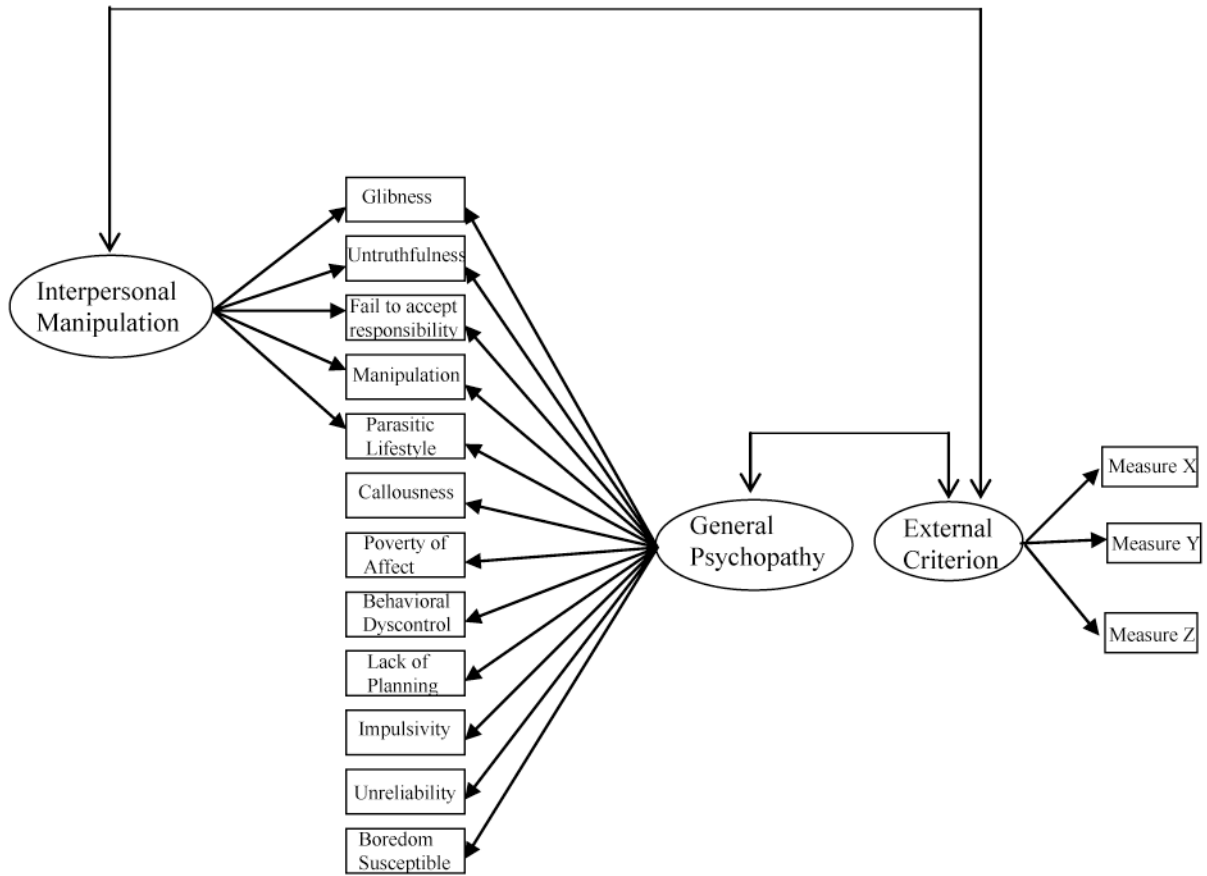 Glibness
Untruthfulness
Interpersonal
Manipulation
Fail to accept
responsibility
Manipulation
Parasitic
Lifestyle
Callousness
Poverty of
Affect
Behavioral
Dyscontrol
Lack of
Planning
Impulsivity
Unreliability
Boredom
Susceptible
General
Psychopathy
External
Criterion
Measure X
Measure Y
Measure Z